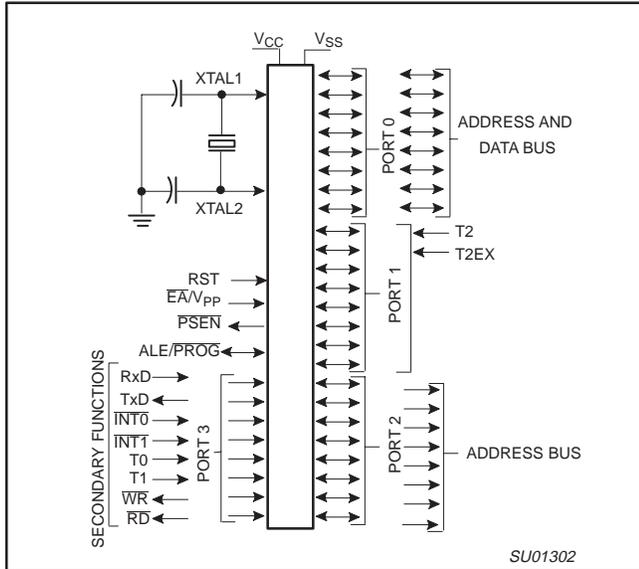 VCC VSS
XTAL1
XTAL2
PORT 0
ADDRESS AND
DATA BUS
T2
T2EX
PORT 1
RST
EA/VPP
PSEN
ALE/PROG
SECONDARY FUNCTIONS
RxD
TxD
INT0
INT1
T0
T1
WR
RD
PORT 3
PORT 2
ADDRESS BUS
SU01302